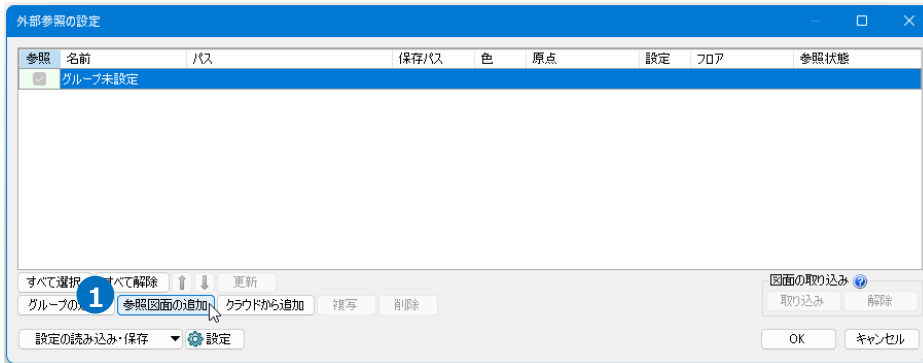 外部参照の設定
参照 名前 パス 保存パス 色 原点 設定 フロア 参照状態
グループ未設定
すべて選択 すべて解除 更新 図面の取り込み
1
グループの 参照図面の追加 クラウドから追加 複写 削除 取り込み 解除
設定の読み込み・保存 設定 OK キャンセル